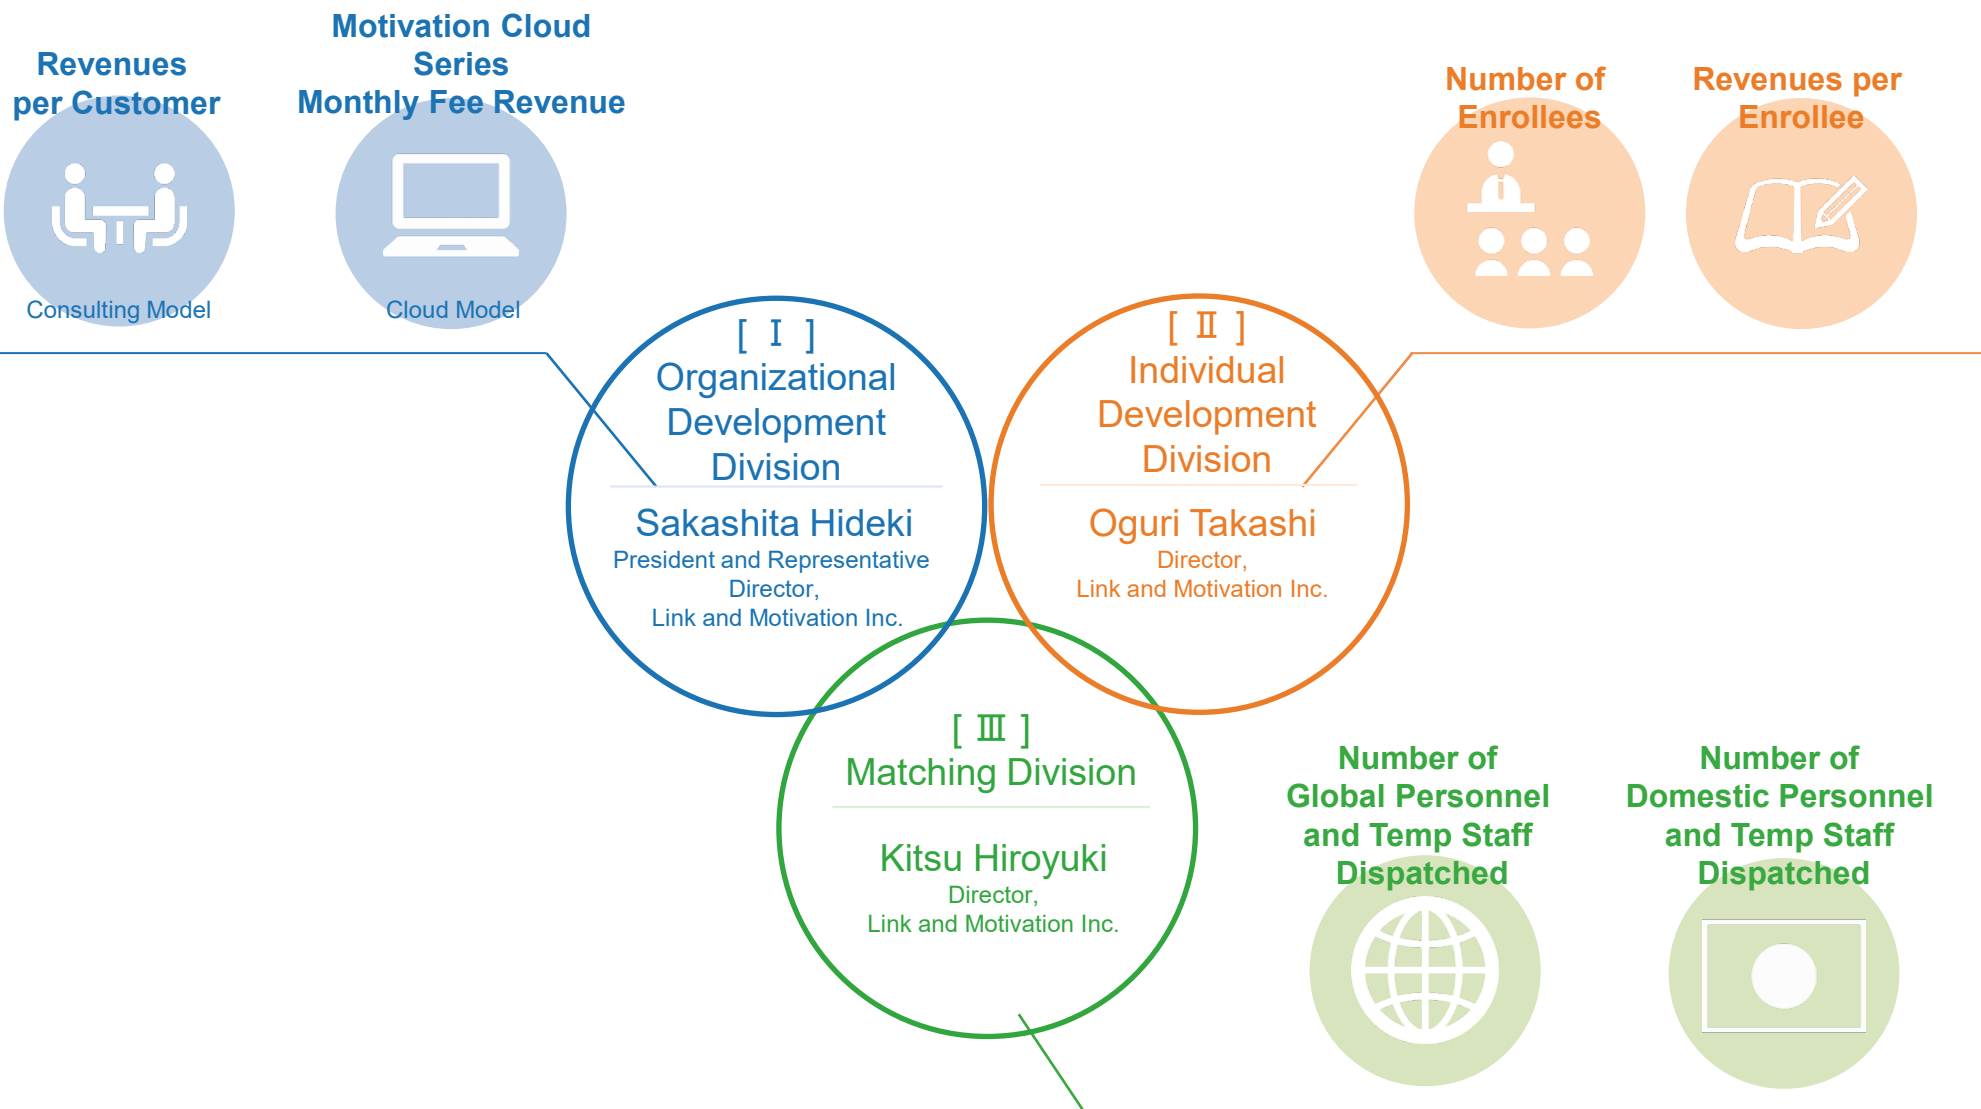 Revenues
per Customer
Consulting Model
Motivation Cloud
Series
Monthly Fee Revenue
Cloud Model
Number of
Enrollees
Revenues per
Enrollee
[ Ⅰ ]
Organizational
Development
Division
Sakashita Hideki
President and Representative
Director,
Link and Motivation Inc.
[ Ⅱ ]
Individual
Development
Division
Oguri Takashi
Director,
Link and Motivation Inc.
[ Ⅲ ]
Matching Division
Kitsu Hiroyuki
Director,
Link and Motivation Inc.
Number of
Global Personnel
and Temp Staff
Dispatched
Number of
Domestic Personnel
and Temp Staff
Dispatched